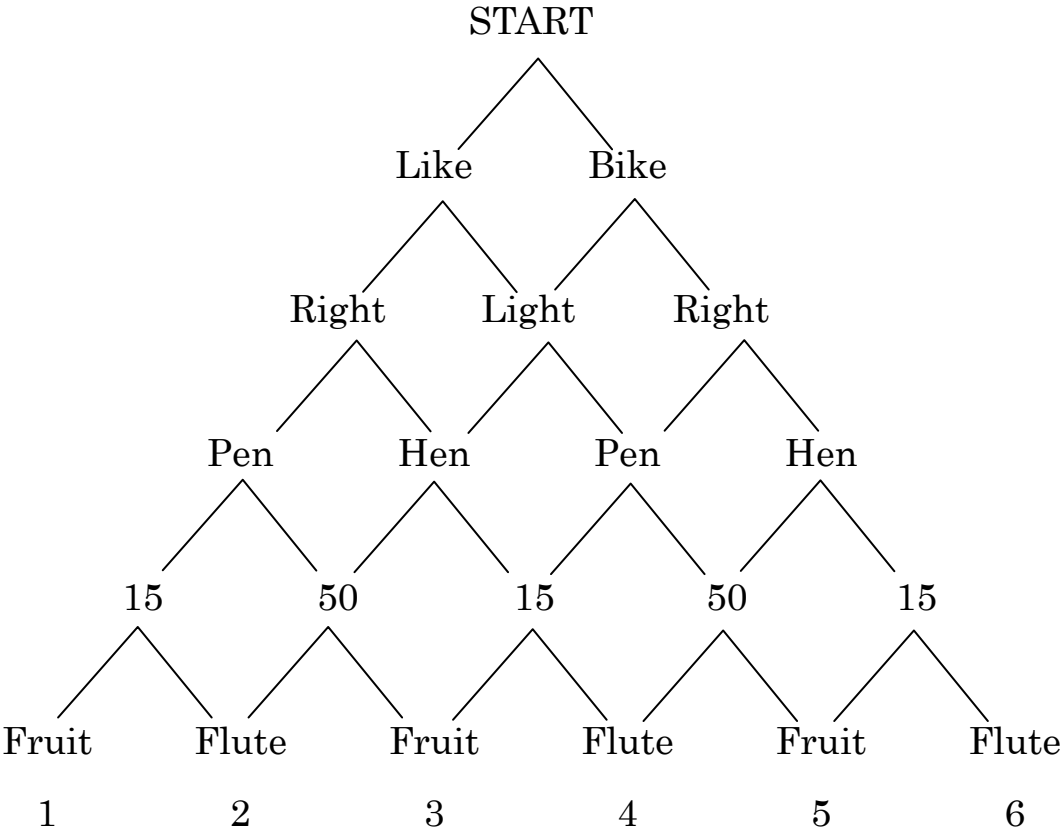 START
Like Bike
Right Light Right
Pen Hen Pen Hen
15 50 15 50 15
Fruit Flute Fruit Flute Fruit Flute
1 2 3 4 5 6